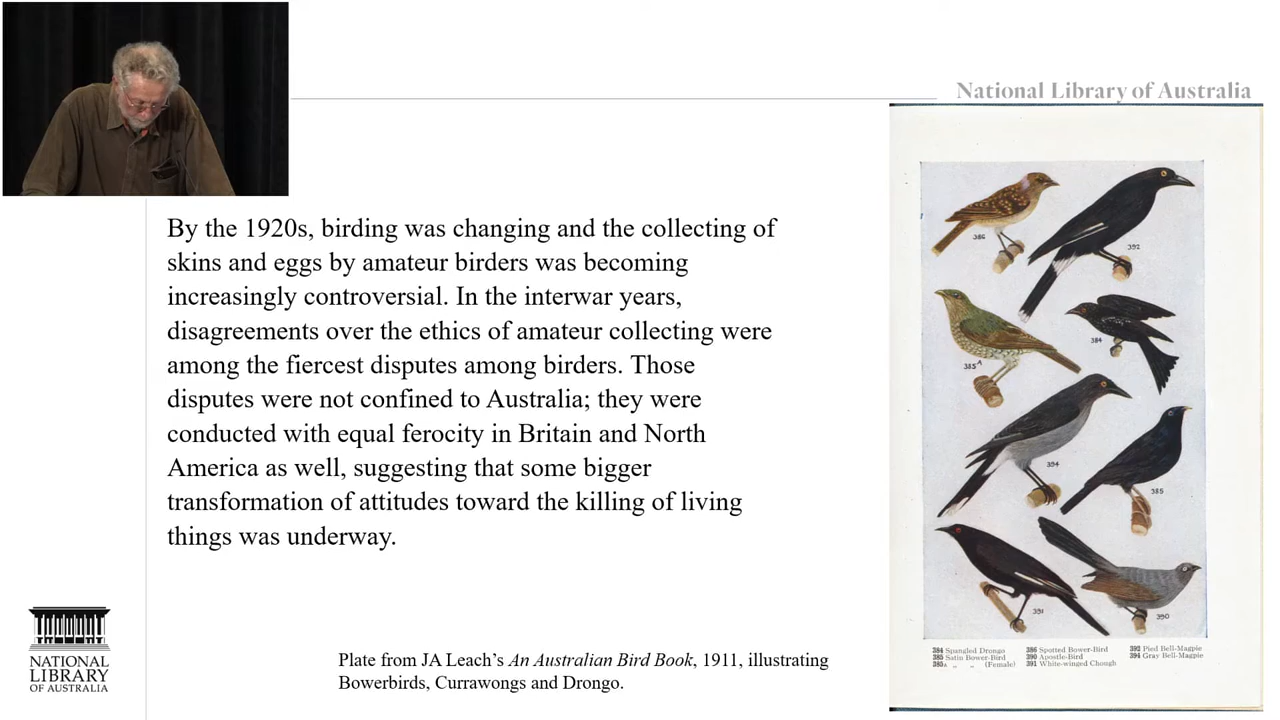 National Library of Australia
By the 1920s, birding was changing and the collecting of
skins and eggs by amateur birders was becoming
increasingly controversial. In the interwar years,
disagreements over the ethics of amateur collecting were
among the fiercest disputes among birders. Those
disputes were not confined to Australia; they were
conducted with equal ferocity in Britain and North
America as well, suggesting that some bigger
transformation of attitudes toward the killing of living
things was underway.
386
392
385A
384
394
385
391
390
384 Spangled Drongo
385 Satin Bower-Bird
385A „ „ (Female)
386 Spotted Bower-Bird
390 Apostle-Bird
391 White-winged Chough
392 Pied Bell-Magpie
394 Gray Bell-Magpie
Plate from JA Leach’s An Australian Bird Book, 1911, illustrating
Bowerbirds, Currawongs and Drongo.
NATIONAL
LIBRARY
OF AUSTRALIA